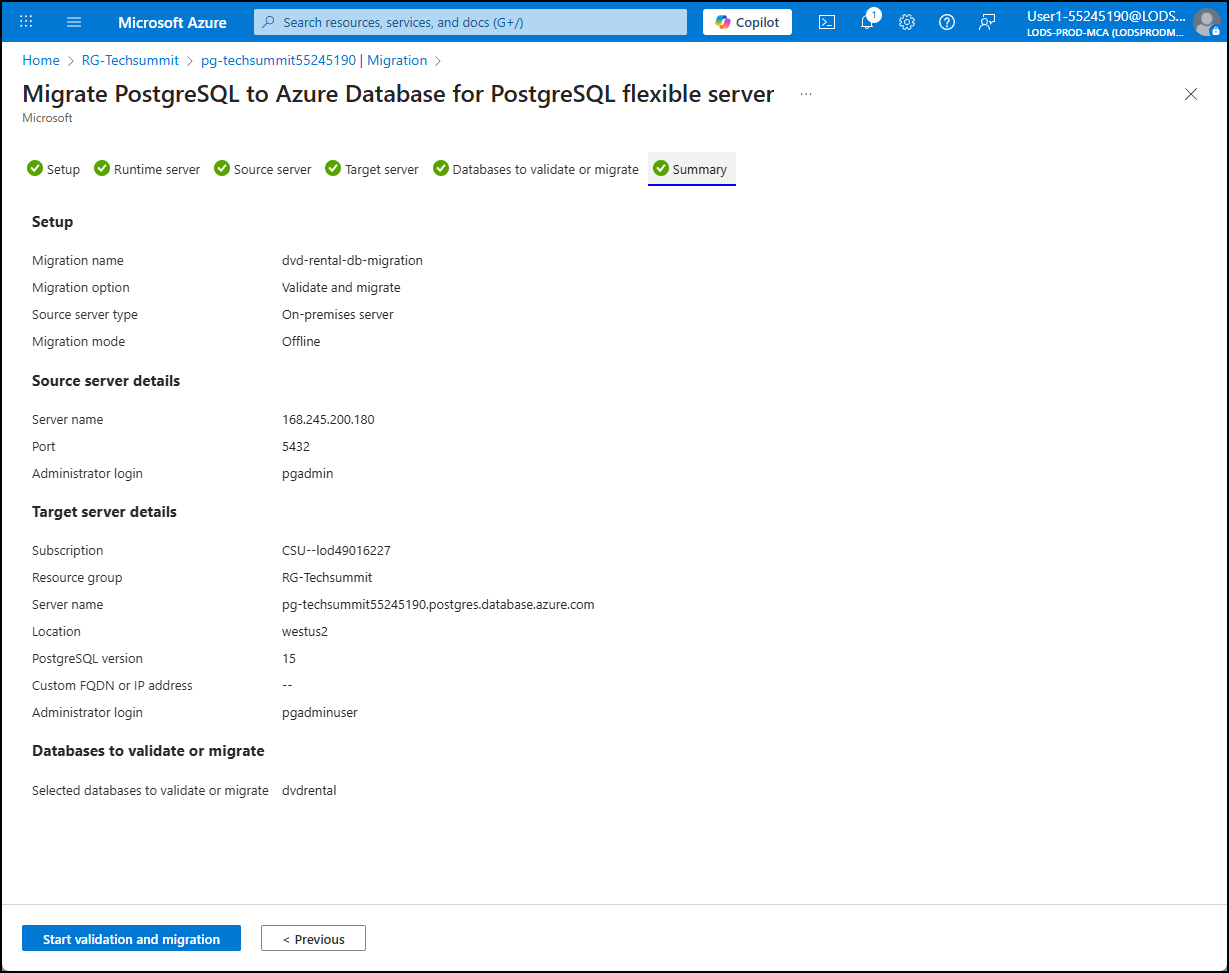 Microsoft Azure
Search resources, services, and docs (G+/)
Copilot
1
User1-55245190@LODS...
LODS-PROD-MCA (LODSPRODM...
Home > RG-Techsummit > pg-techsummit55245190 | Migration >
Migrate PostgreSQL to Azure Database for PostgreSQL flexible server ...
Microsoft
Setup Runtime server Source server Target server Databases to validate or migrate Summary
Setup
Migration name dvd-rental-db-migration
Migration option Validate and migrate
Source server type On-premises server
Migration mode Offline
Source server details
Server name 168.245.200.180
Port 5432
Administrator login pgadmin
Target server details
Subscription CSU--lod49016227
Resource group RG-Techsummit
Server name pg-techsummit55245190.postgres.database.azure.com
Location westus2
PostgreSQL version 15
Custom FQDN or IP address --
Administrator login pgadminuser
Databases to validate or migrate
Selected databases to validate or migrate dvdrental
Start validation and migration
< Previous